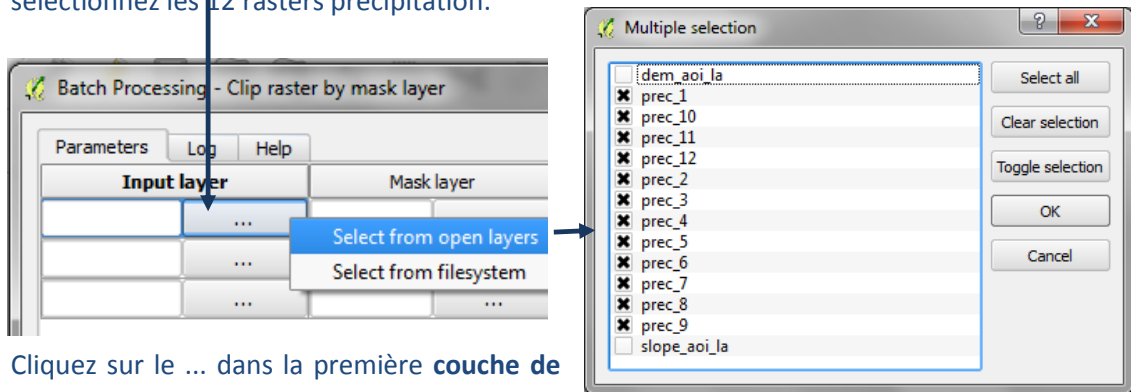 sélectionnez les 12 rasters précipitation.
Batch Processing - Clip raster by mask layer
Parameters Log Help
Input layer Mask layer
...
Select from open layers
...
Select from filesystem
... ...
Cliquez sur le ... dans la première couche de
Multiple selection
dem_aoi_la
prec_1
prec_10
prec_11
prec_12
prec_2
prec_3
prec_4
prec_5
prec_6
prec_7
prec_8
prec_9
slope_aoi_la
Select all
Clear selection
Toggle selection
OK
Cancel